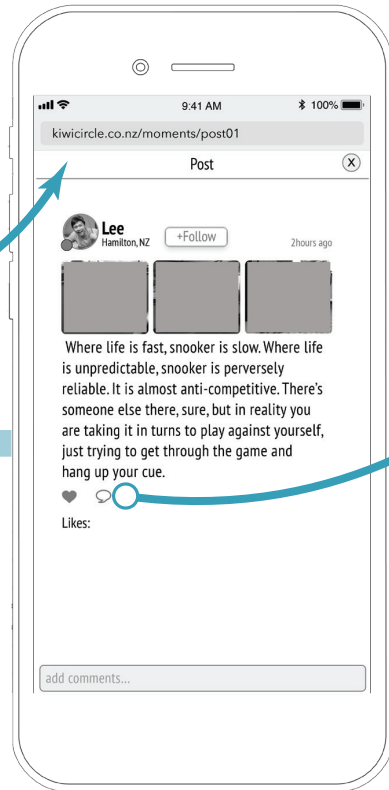 9:41 AM
100%
kiwicircle.co.nz/moments/post01
Post
X
Lee
Hamilton, NZ
+Follow
2hours ago
Where life is fast, snooker is slow. Where life
is unpredictable, snooker is perversely
reliable. It is almost anti-competitive. There's
someone else there, sure, but in reality you
are taking it in turns to play against yourself,
just trying to get through the game and
hang up your cue.
Likes:
add comments...